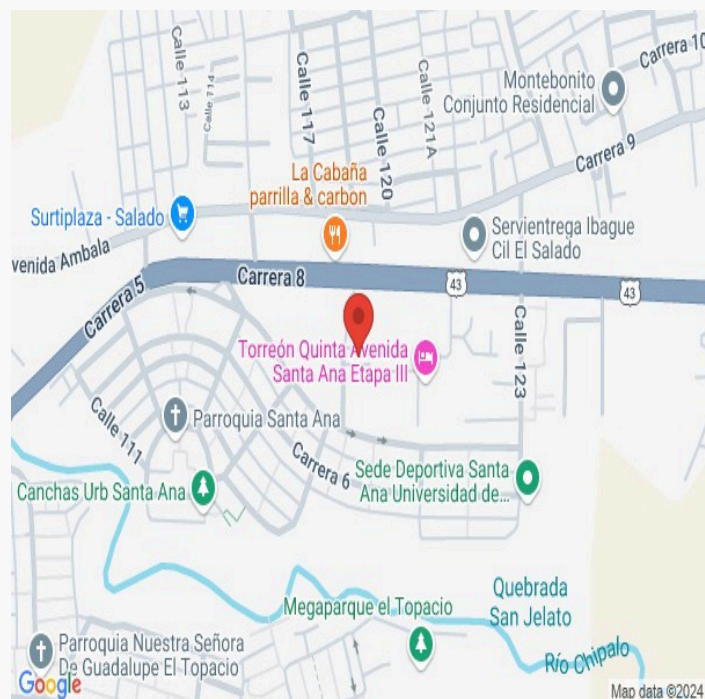 Calle 113
Calle 114
Calle 117
Calle 120
Calle 121A
Carrera 10
Montebonito
Conjunto Residencial
Carrera 9
La Cabaña
parrilla & carbon
Surtiplaza - Salado
Servientrega Ibague
Cil El Salado
venida Ambala
Carrera 8
43
43
Carrera 5
Calle 123
Torreón Quinta Avenida
Santa Ana Etapa III
Calle 111
Parroquia Santa Ana
Carrera 6
Sede Deportiva Santa
Ana Universidad de...
Canchas Urb Santa Ana
Quebrada
San Jelato
Megaparque el Topacio
Río Chipalo
Parroquia Nuestra Señora
De Guadalupe El Topacio
Google
Map data ©2024